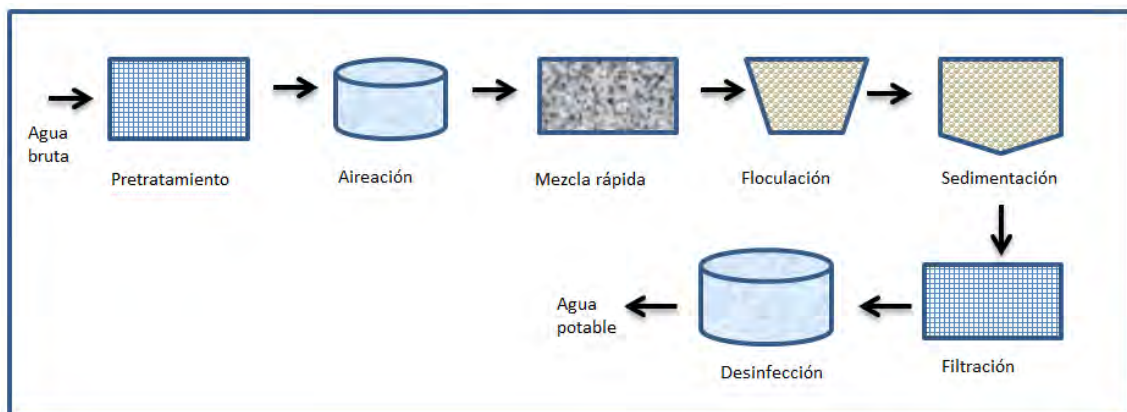 Agua
bruta
Pretratamiento
Aireación
Mezcla rápida
Floculación
Sedimentación
Agua
potable
Desinfección
Filtración